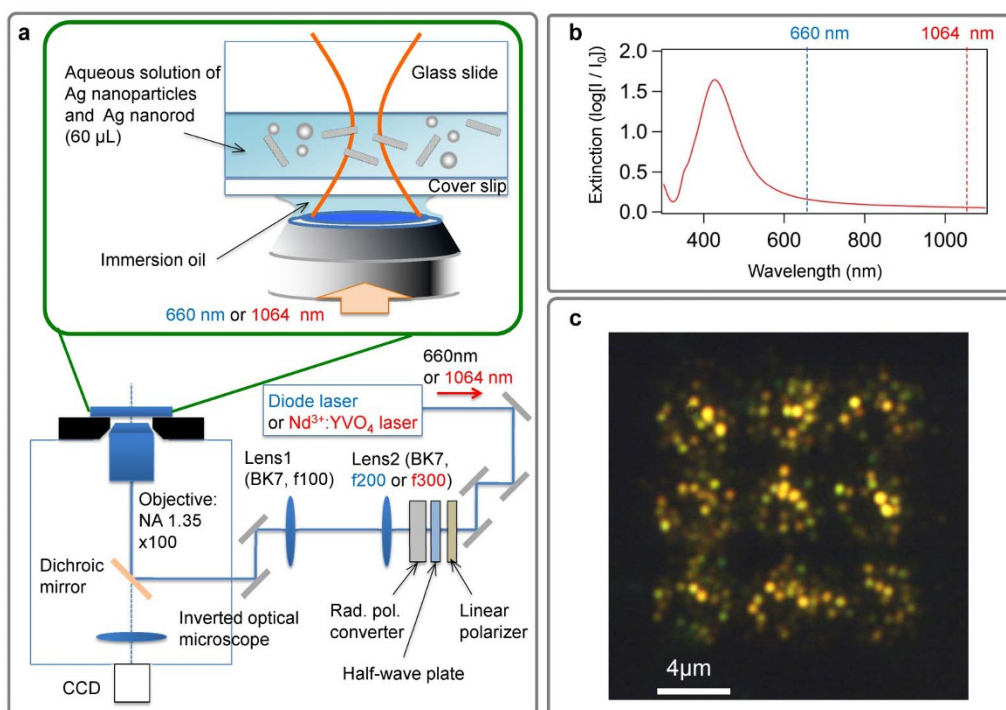 a
Aqueous solution of
Ag nanoparticles
and Ag nanorod
(60 µL)
Glass slide
Cover slip
Immersion oil
660 nm or 1064 nm
660nm
or 1064 nm
Diode laser
or Nd³⁺:YVO₄ laser
Lens1
(BK7, f100)
Lens2 (BK7,
f200 or f300)
Objective:
NA 1.35
x100
Dichroic
mirror
Inverted optical
microscope
Rad. pol.
converter
Linear
polarizer
Half-wave plate
CCD
b
660 nm
1064 nm
Extinction (log[I / I₀])
2.0
1.5
1.0
0.5
0.0
400
600
800
1000
Wavelength (nm)
c
4µm